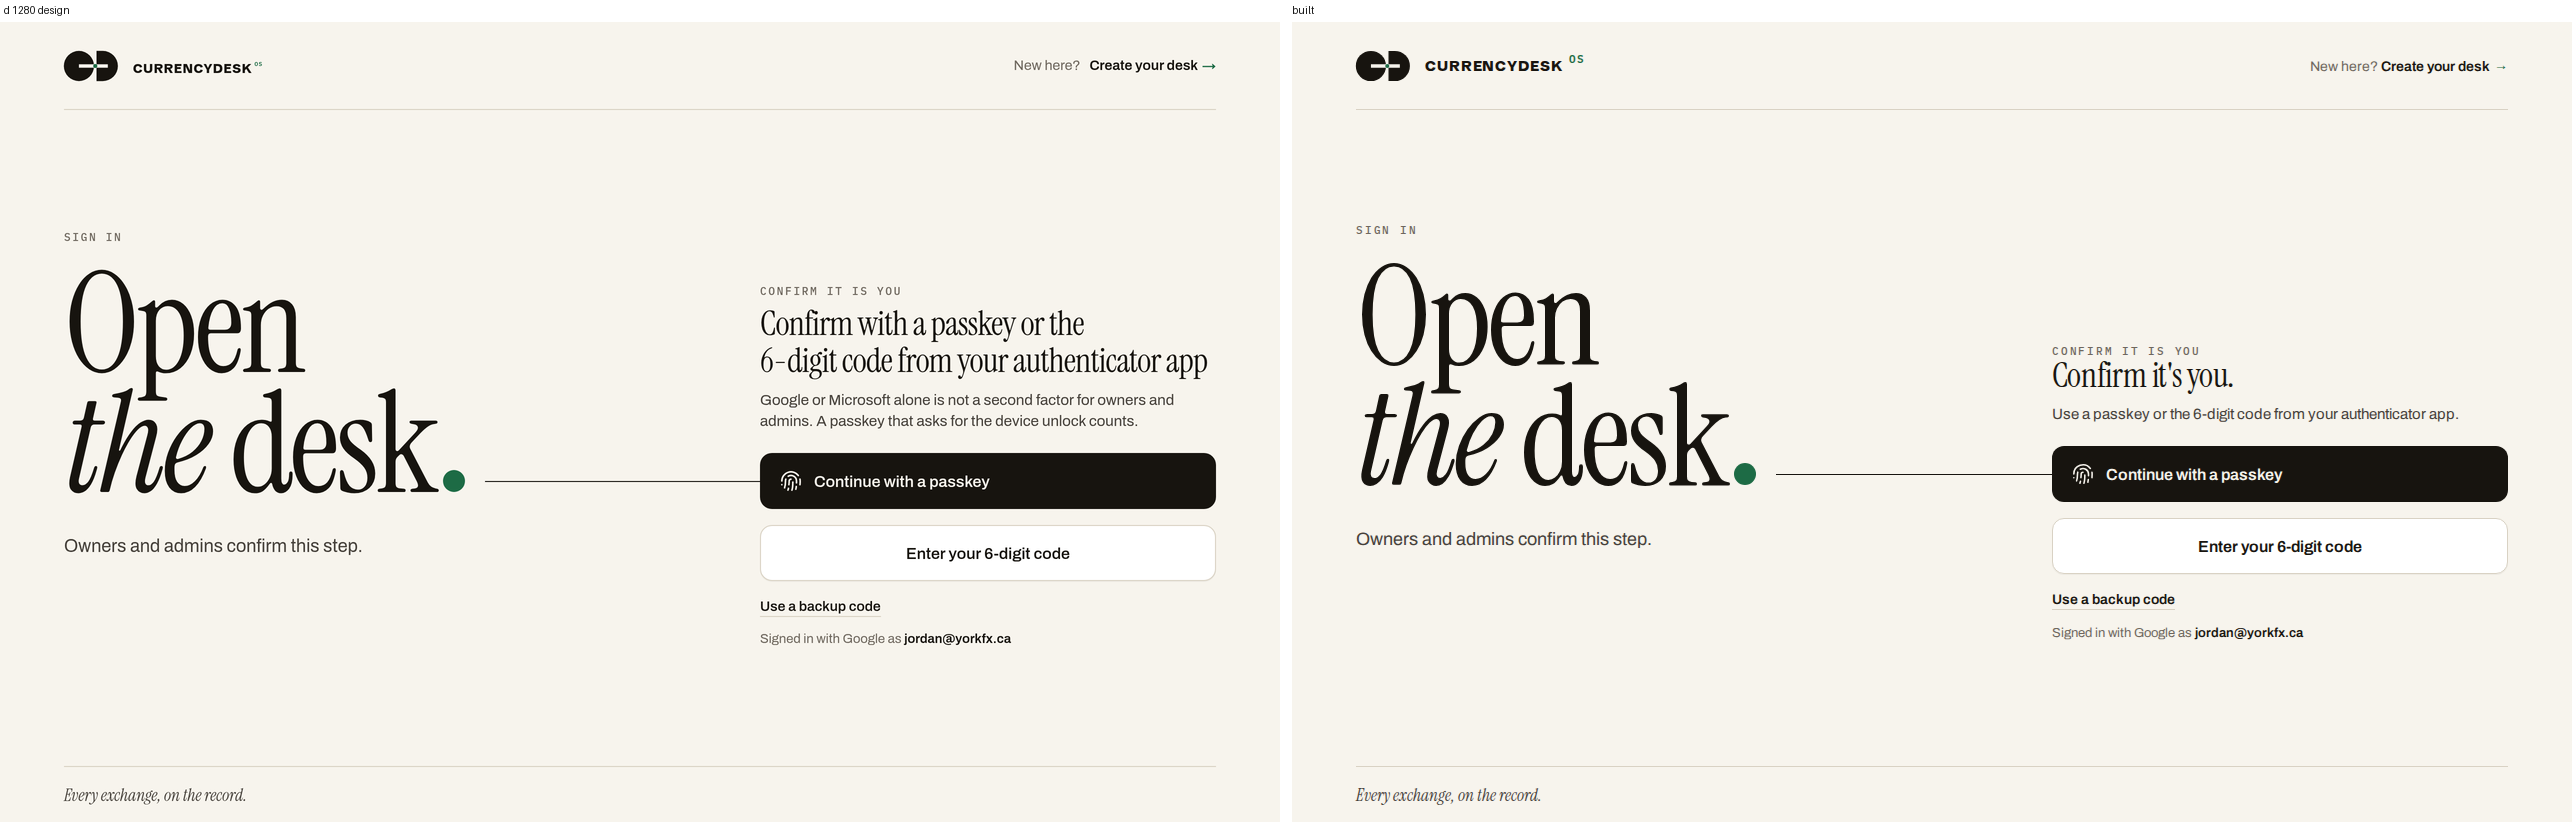 d 1280 design
CURRENCYDESK OS
New here? Create your desk →
SIGN IN
Open
the desk.
Owners and admins confirm this step.
CONFIRM IT IS YOU
Confirm with a passkey or the
6-digit code from your authenticator app
Google or Microsoft alone is not a second factor for owners and
admins. A passkey that asks for the device unlock counts.
Continue with a passkey
Enter your 6-digit code
Use a backup code
Signed in with Google as jordan@yorkfx.ca
Every exchange, on the record.
built
CURRENCYDESK OS
New here? Create your desk →
SIGN IN
Open
the desk.
Owners and admins confirm this step.
CONFIRM IT IS YOU
Confirm it's you.
Use a passkey or the 6-digit code from your authenticator app.
Continue with a passkey
Enter your 6-digit code
Use a backup code
Signed in with Google as jordan@yorkfx.ca
Every exchange, on the record.